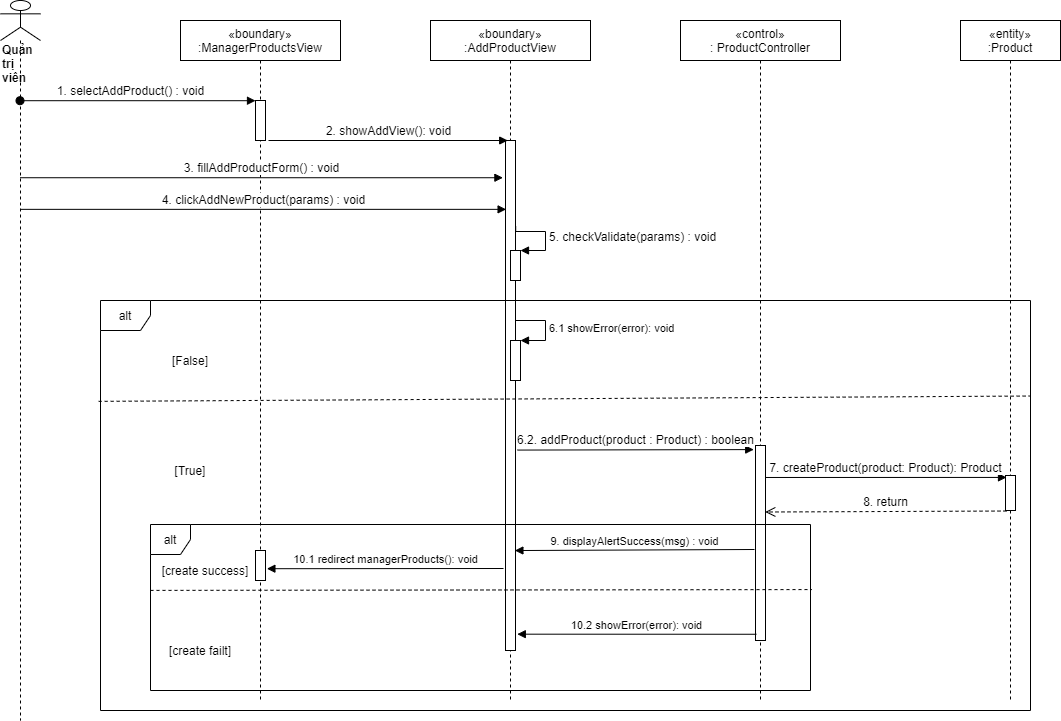 «boundary»
:ManagerProductsView
«boundary»
:AddProductView
«control»
: ProductController
«entity»
:Product
Quản
trị
viên
1. selectAddProduct() : void
2. showAddView(): void
3. fillAddProductForm() : void
4. clickAddNewProduct(params) : void
5. checkValidate(params) : void
alt
6.1 showError(error): void
[False]
6.2. addProduct(product : Product) : boolean
[True]
7. createProduct(product: Product): Product
8. return
alt
9. displayAlertSuccess(msg) : void
10.1 redirect managerProducts(): void
[create success]
10.2 showError(error): void
[create failt]